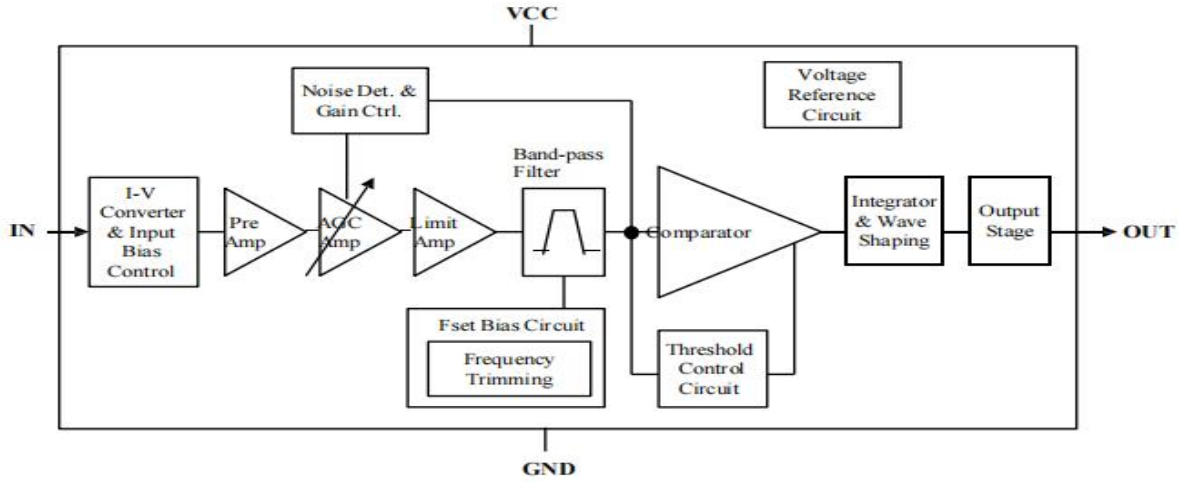 VCC
Noise Det. &
Gain Ctrl.
Voltage
Reference
Circuit
Band-pass
Filter
IN
I-V
Converter
& Input
Bias
Control
Pre
Amp
AGC
Amp
Limit
Amp
Comparator
Integrator
& Wave
Shaping
Output
Stage
OUT
Fset Bias Circuit
Frequency
Trimming
Threshold
Control
Circuit
GND